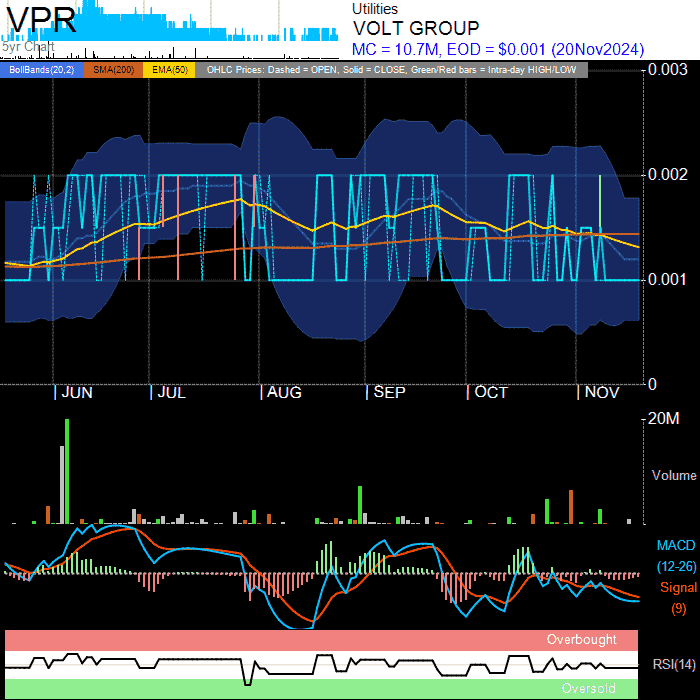 VPR
5yr Chart
Utilities
VOLT GROUP
MC = 10.7M, EOD = $0.001 (20Nov2024)
BollBands(20,2) SMA(200) EMA(50) OHLC Prices: Dashed = OPEN, Solid = CLOSE, Green/Red bars = Intra-day HIGH/LOW
0.003
0.002
0.001
0
| JUN | JUL | AUG | SEP | OCT | NOV
20M
Volume
MACD
(12-26)
Signal
(9)
Overbought
RSI(14)
Oversold